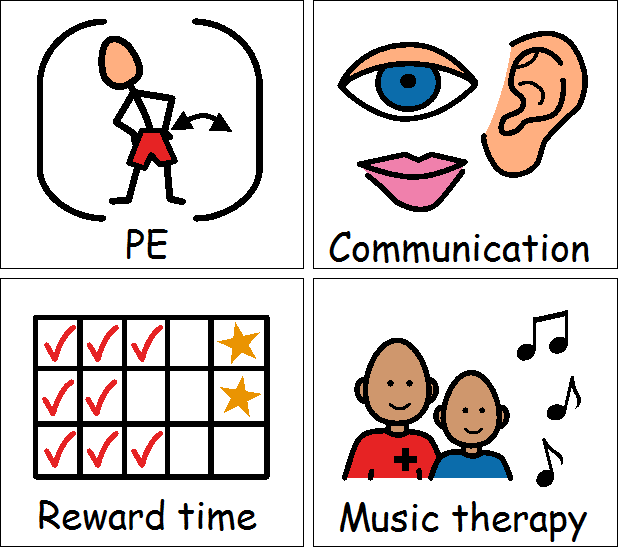 PE
Communication
Reward time
Music therapy